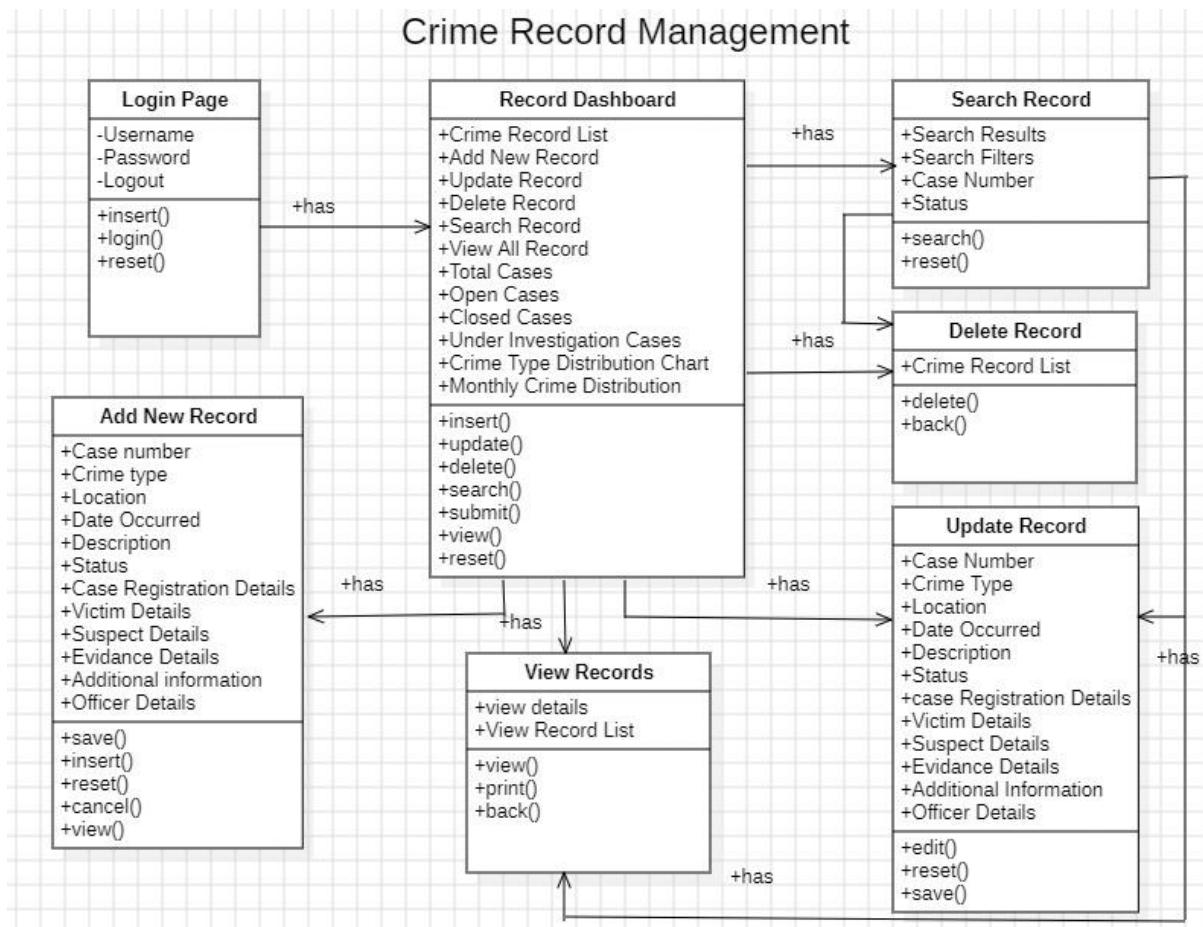 Crime Record Management
Login Page
-Username
-Password
-Logout
+insert()
+login()
+reset()
+has
Record Dashboard
+Crime Record List
+Add New Record
+Update Record
+Delete Record
+Search Record
+View All Record
+Total Cases
+Open Cases
+Closed Cases
+Under Investigation Cases
+Crime Type Distribution Chart
+Monthly Crime Distribution
+insert()
+update()
+delete()
+search()
+submit()
+view()
+reset()
+has
Search Record
+Search Results
+Search Filters
+Case Number
+Status
+search()
+reset()
+has
Delete Record
+Crime Record List
+delete()
+back()
Add New Record
+Case number
+Crime type
+Location
+Date Occurred
+Description
+Status
+Case Registration Details
+Victim Details
+Suspect Details
+Evidance Details
+Additional information
+Officer Details
+save()
+insert()
+reset()
+cancel()
+view()
+has
+has
View Records
+view details
+View Record List
+view()
+print()
+back()
+has
Update Record
+Case Number
+Crime Type
+Location
+Date Occurred
+Description
+Status
+case Registration Details
+Victim Details
+Suspect Details
+Evidance Details
+Additional Information
+Officer Details
+edit()
+reset()
+save()
+has
+has